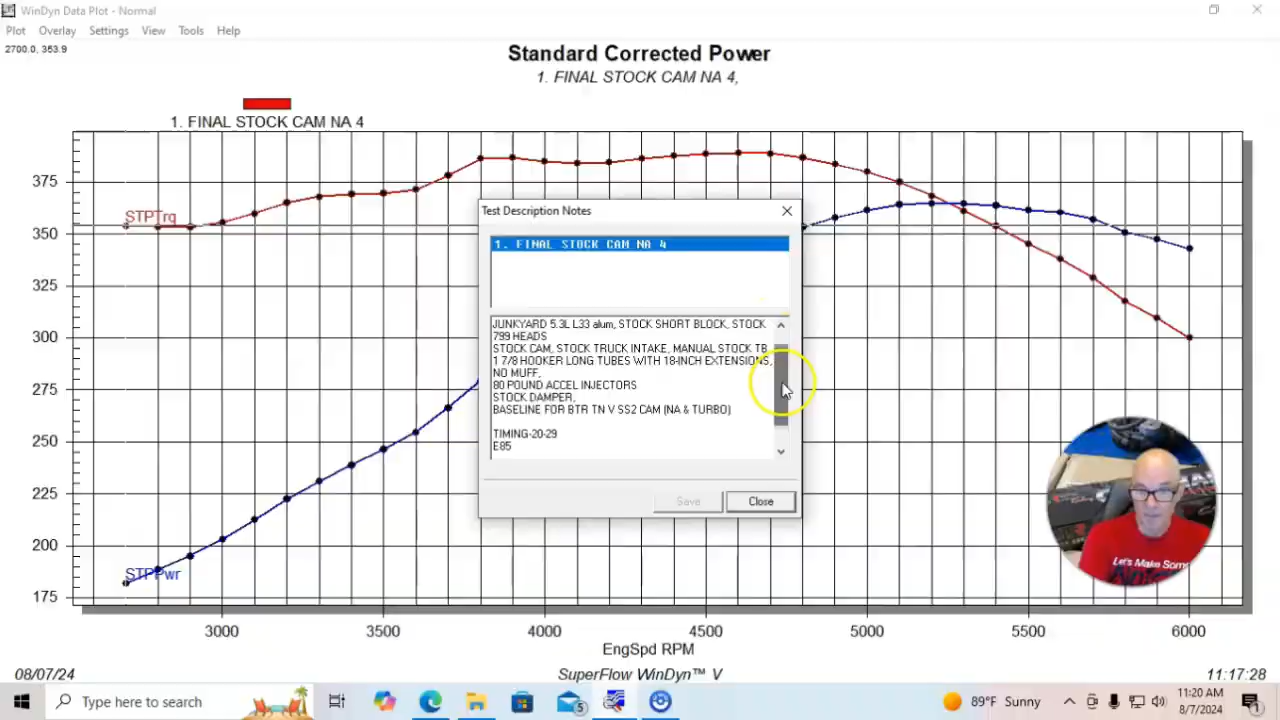 WinDyn Data Plot - Normal
Plot Overlay Settings View Tools Help
2700.0, 353.9
Standard Corrected Power
1. FINAL STOCK CAM NA 4,
1. FINAL STOCK CAM NA 4
STPTrq
STPPwr
375
350
325
300
275
250
225
200
175
Test Description Notes
1. FINAL STOCK CAM NA 4
JUNKYARD 5.3L L33 alum, STOCK SHORT BLOCK, STOCK
799 HEADS
STOCK CAM, STOCK TRUCK INTAKE, MANUAL STOCK TB
1 7/8 HOOKER LONG TUBES WITH 18-INCH EXTENSIONS,
NO MUFF,
80 POUND ACCEL INJECTORS
STOCK DAMPER,
BASELINE FOR BTR TN V SS2 CAM (NA & TURBO)
TIMING-20-29
E85
Save Close
Let's Make Some
3000 3500 4000 4500 5000 5500 6000
EngSpd RPM
08/07/24 SuperFlow WinDyn™ V 11:17:28
Type here to search
5
89°F Sunny
11:20 AM
8/7/2024
1